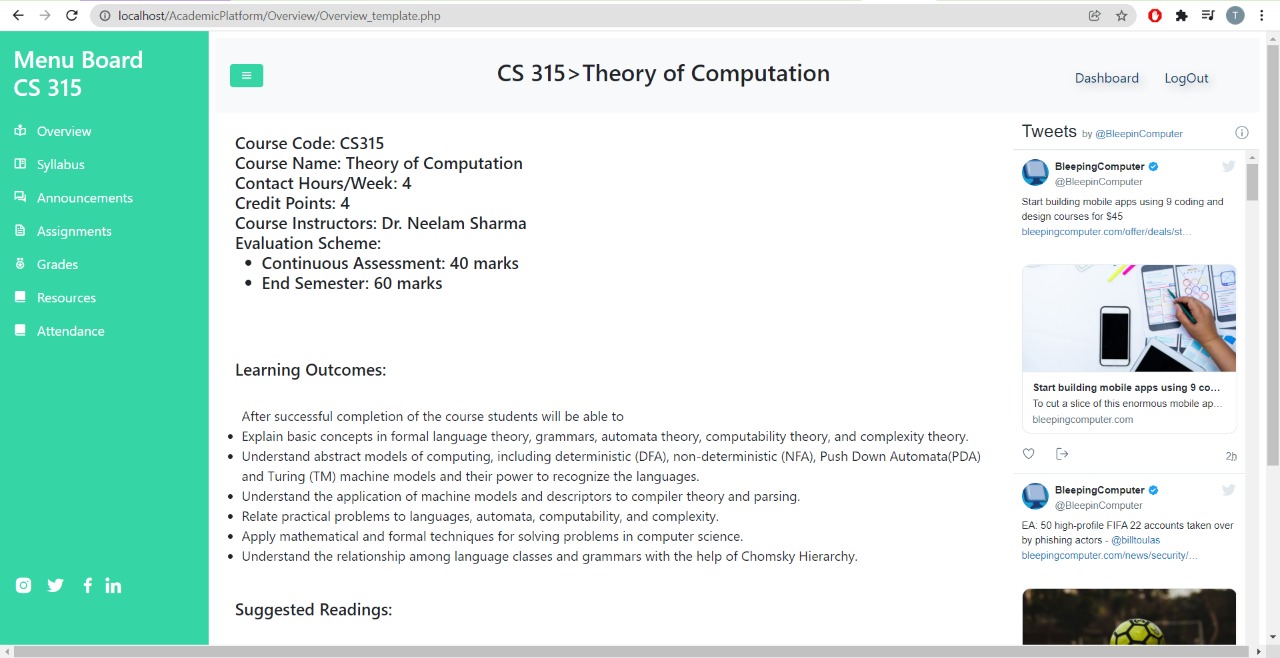 localhost/AcademicPlatform/Overview/Overview_template.php
T
Menu Board
CS 315
Overview
Syllabus
Announcements
Assignments
Grades
Resources
Attendance
CS 315>Theory of Computation
Dashboard
LogOut
Course Code: CS315
Course Name: Theory of Computation
Contact Hours/Week: 4
Credit Points: 4
Course Instructors: Dr. Neelam Sharma
Evaluation Scheme:
• Continuous Assessment: 40 marks
• End Semester: 60 marks
Learning Outcomes:
After successful completion of the course students will be able to
• Explain basic concepts in formal language theory, grammars, automata theory, computability theory, and complexity theory.
• Understand abstract models of computing, including deterministic (DFA), non-deterministic (NFA), Push Down Automata(PDA)
and Turing (TM) machine models and their power to recognize the languages.
• Understand the application of machine models and descriptors to compiler theory and parsing.
• Relate practical problems to languages, automata, computability, and complexity.
• Apply mathematical and formal techniques for solving problems in computer science.
• Understand the relationship among language classes and grammars with the help of Chomsky Hierarchy.
Suggested Readings:
Tweets by @BleepinComputer
BleepingComputer
@BleepinComputer
Start building mobile apps using 9 coding and
design courses for $45
bleepingcomputer.com/offer/deals/st…
Start building mobile apps using 9 co...
To cut a slice of this enormous mobile ap...
bleepingcomputer.com
2h
BleepingComputer
@BleepinComputer
EA: 50 high-profile FIFA 22 accounts taken over
by phishing actors - @billtoulas
bleepingcomputer.com/news/security/…